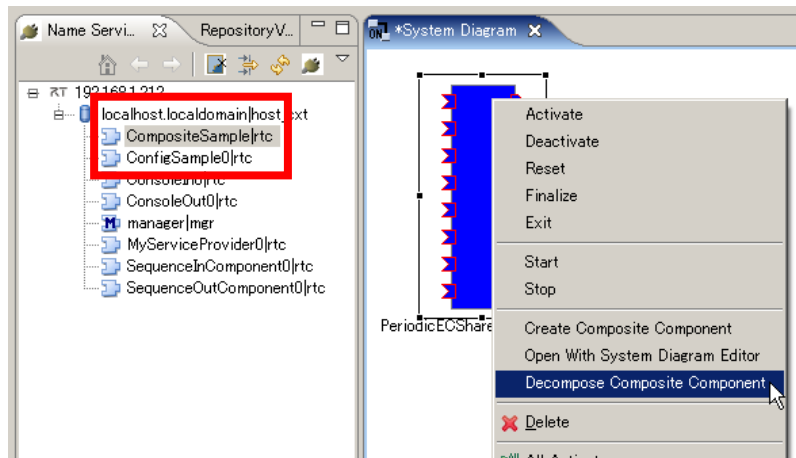 Name Servi...
RepositoryV...
ON *System Diagram
RT 192.168.1.212
localhost.localdomain|host_cxt
CompositeSample|rtc
ConfigSample0|rtc
ConsoleIn0|rtc
ConsoleOut0|rtc
M manager|mgr
MyServiceProvider0|rtc
SequenceInComponent0|rtc
SequenceOutComponent0|rtc
PeriodicECShare
Activate
Deactivate
Reset
Finalize
Exit
Start
Stop
Create Composite Component
Open With System Diagram Editor
Decompose Composite Component
Delete